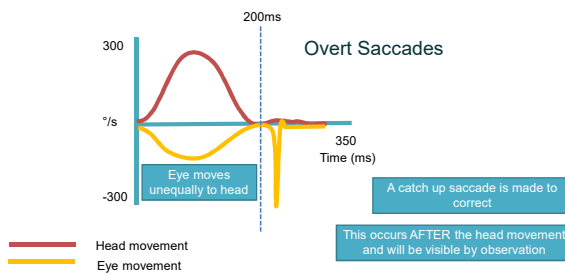 200ms
Overt Saccades
300
°/s
350
Time (ms)
Eye moves
unequally to head
-300
A catch up saccade is made to
correct
This occurs AFTER the head movement
and will be visible by observation
Head movement
Eye movement